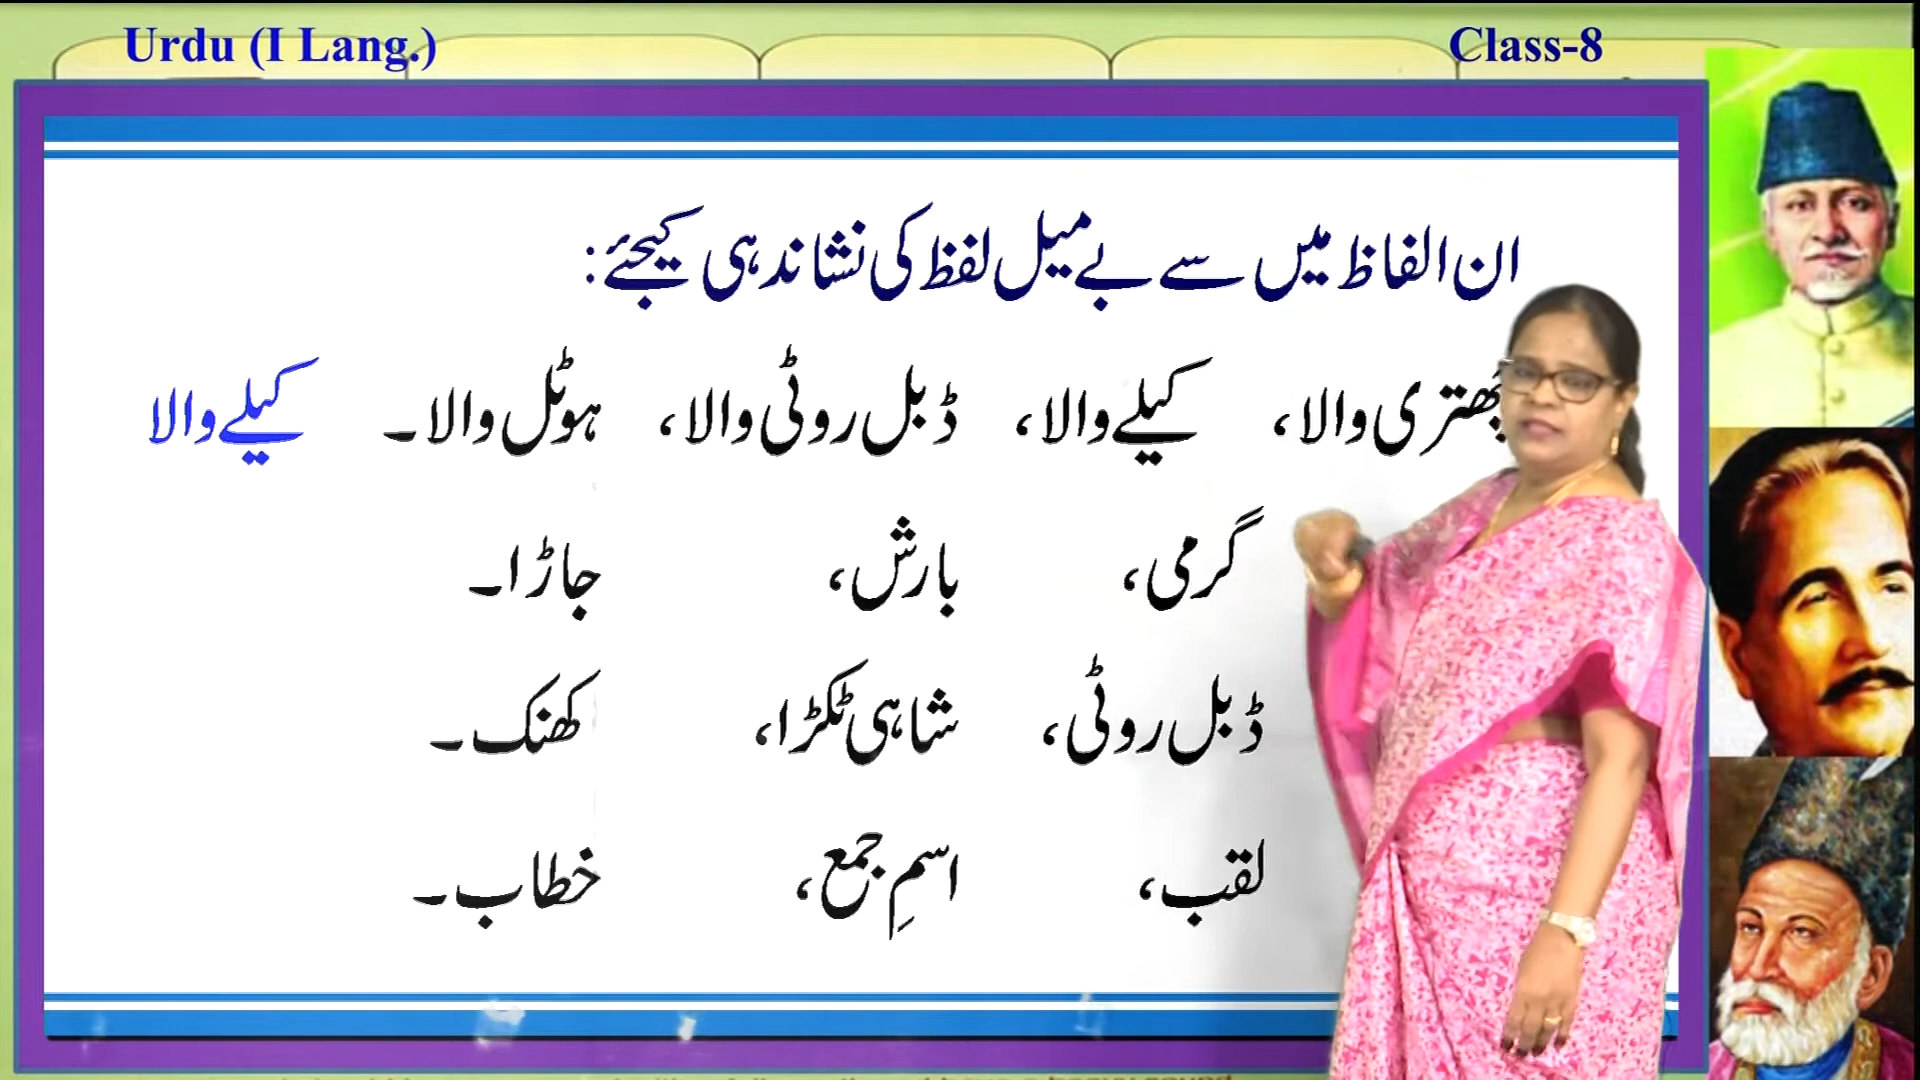 Urdu (I Lang.) Class-8
ان الفاظ میں سے بے میل لفظ کی نشاندہی کیجئے:
والا، کیلے والا، ڈبل روٹی والا، ہوٹل والا۔ کیلے والا
گرمی، بارش، جاڑا۔
ڈبل روٹی، شاہی ٹکڑا، کھنک۔
لقب، اسمِ جمع، خطاب۔